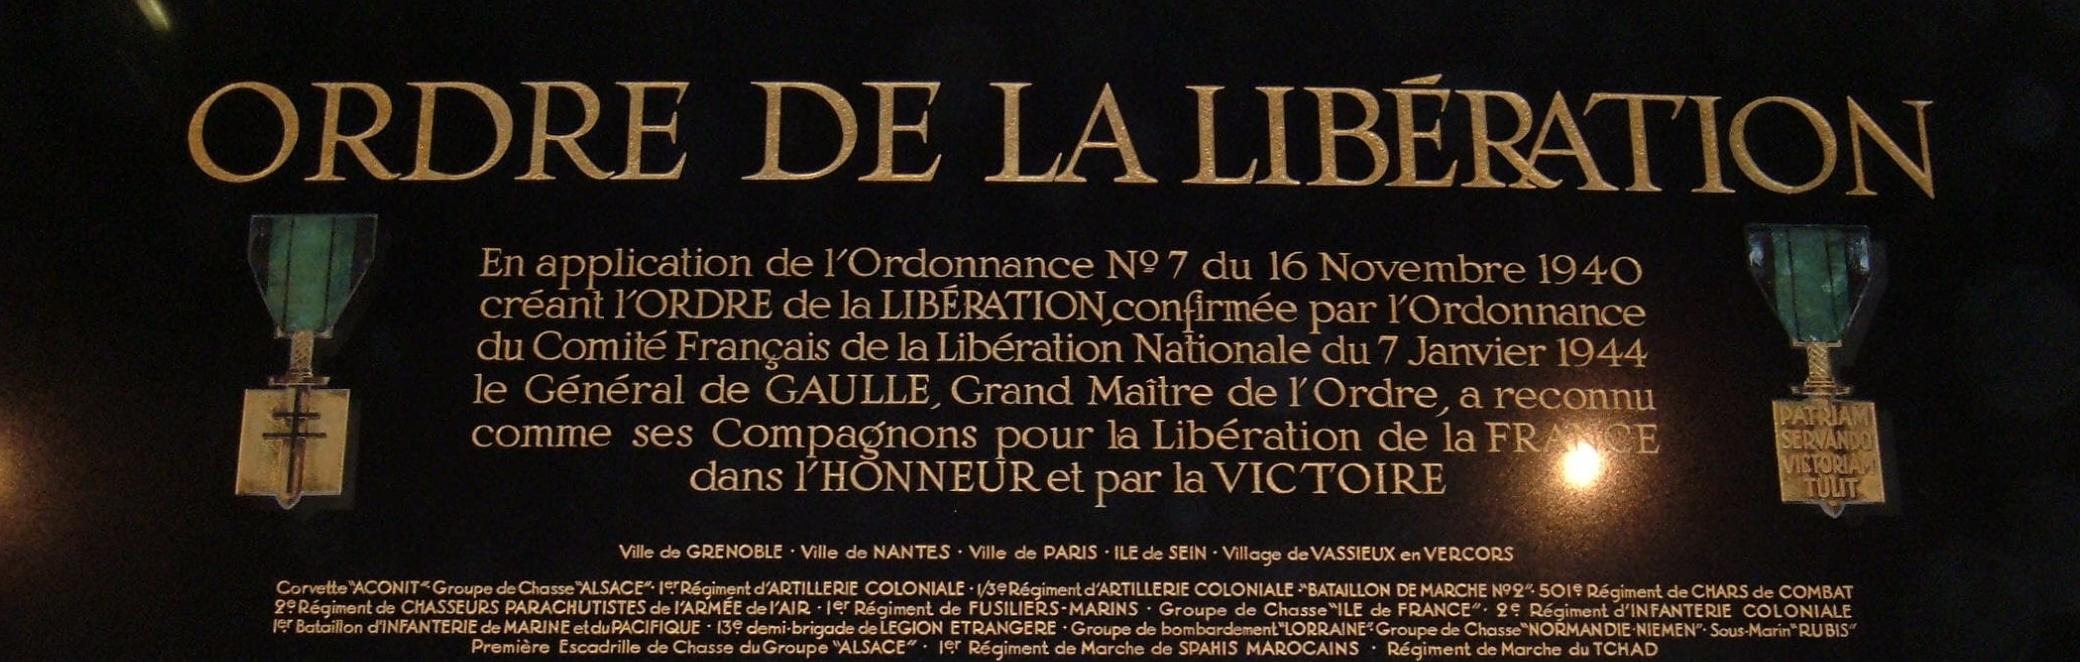 ORDRE DE LA LIBÉRATION
En application de l'Ordonnance Nº 7 du 16 Novembre 1940
créant l'ORDRE de la LIBÉRATION, confirmée par l'Ordonnance
du Comité Français de la Libération Nationale du 7 Janvier 1944
le Général de GAULLE, Grand Maître de l'Ordre, a reconnu
comme ses Compagnons pour la Libération de la FRANCE
dans l'HONNEUR et par la VICTOIRE
PATRIAM
SERVANDO
VICTORIAM
TULIT
Ville de GRENOBLE · Ville de NANTES · Ville de PARIS · ILE de SEIN · Village de VASSIEUX en VERCORS
Corvette "ACONIT" Groupe de Chasse "ALSACE" · 1er Régiment d'ARTILLERIE COLONIALE · 1/3e Régiment d'ARTILLERIE COLONIALE · "BATAILLON DE MARCHE Nº2" · 501e Régiment de CHARS de COMBAT
2e Régiment de CHASSEURS PARACHUTISTES de l'ARMÉE de l'AIR · 1er Régiment de FUSILIERS-MARINS · Groupe de Chasse "ILE de FRANCE" · 2e Régiment d'INFANTERIE COLONIALE
1er Bataillon d'INFANTERIE de MARINE et du PACIFIQUE · 13e demi-brigade de LEGION ETRANGERE · Groupe de bombardement "LORRAINE" · Groupe de Chasse "NORMANDIE-NIEMEN" · Sous-Marin "RUBIS"
Première Escadrille de Chasse du Groupe "ALSACE" · 1er Régiment de Marche de SPAHIS MAROCAINS · Régiment de Marche du TCHAD